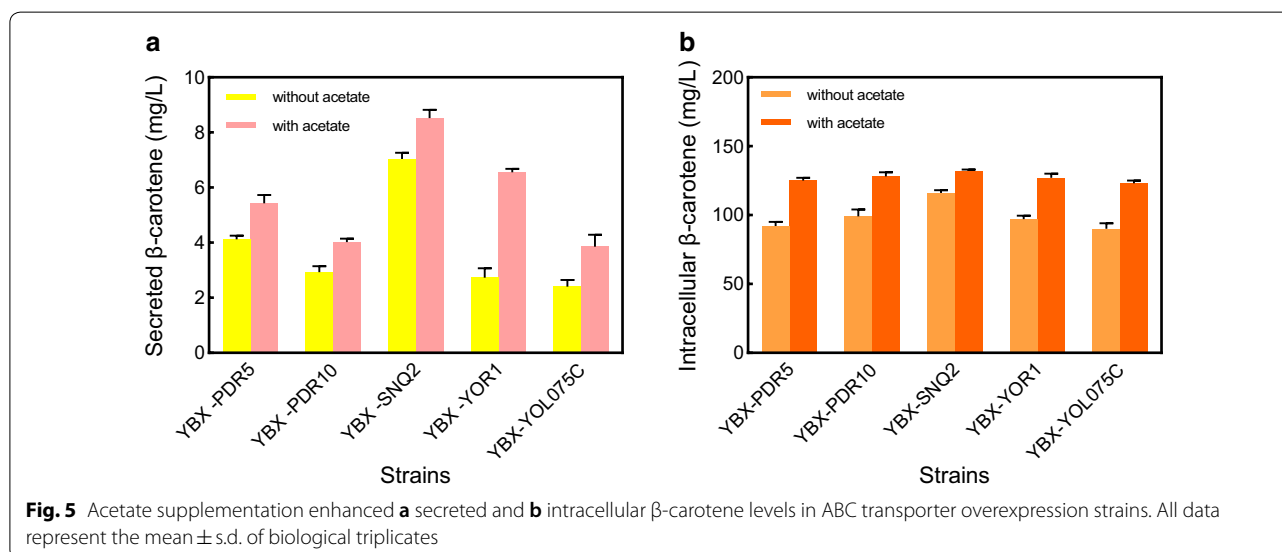 a
10
8
6
4
2
0
Secreted β-carotene (mg/L)
without acetate
with acetate
YBX -PDR5
YBX -PDR10
YBX -SNQ2
YBX -YOR1
YBX -YOL075C
Strains
b
200
150
100
50
0
Intracellular β-carotene (mg/L)
without acetate
with acetate
YBX-PDR5
YBX-PDR10
YBX-SNQ2
YBX-YOR1
YBX-YOL075C
Strains
Fig. 5 Acetate supplementation enhanced a secreted and b intracellular β-carotene levels in ABC transporter overexpression strains. All data
represent the mean ± s.d. of biological triplicates